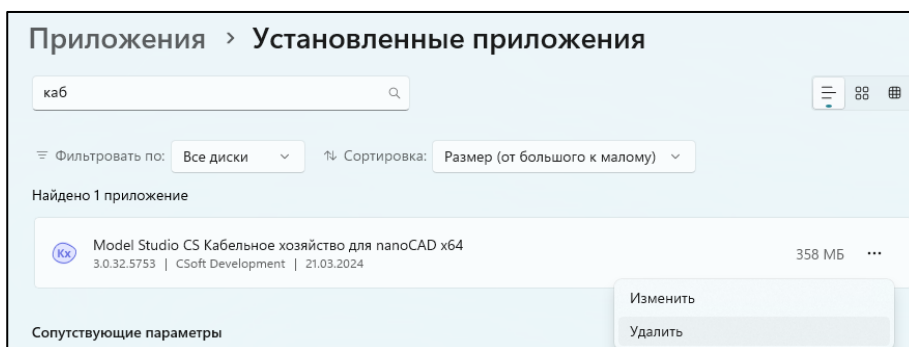 Приложения > Установленные приложения
каб
Фильтровать по: Все диски Сортировка: Размер (от большого к малому)
Найдено 1 приложение
Кх Model Studio CS Кабельное хозяйство для nanoCAD x64
3.0.32.5753 | CSoft Development | 21.03.2024
358 МБ
Изменить
Удалить
Сопутствующие параметры